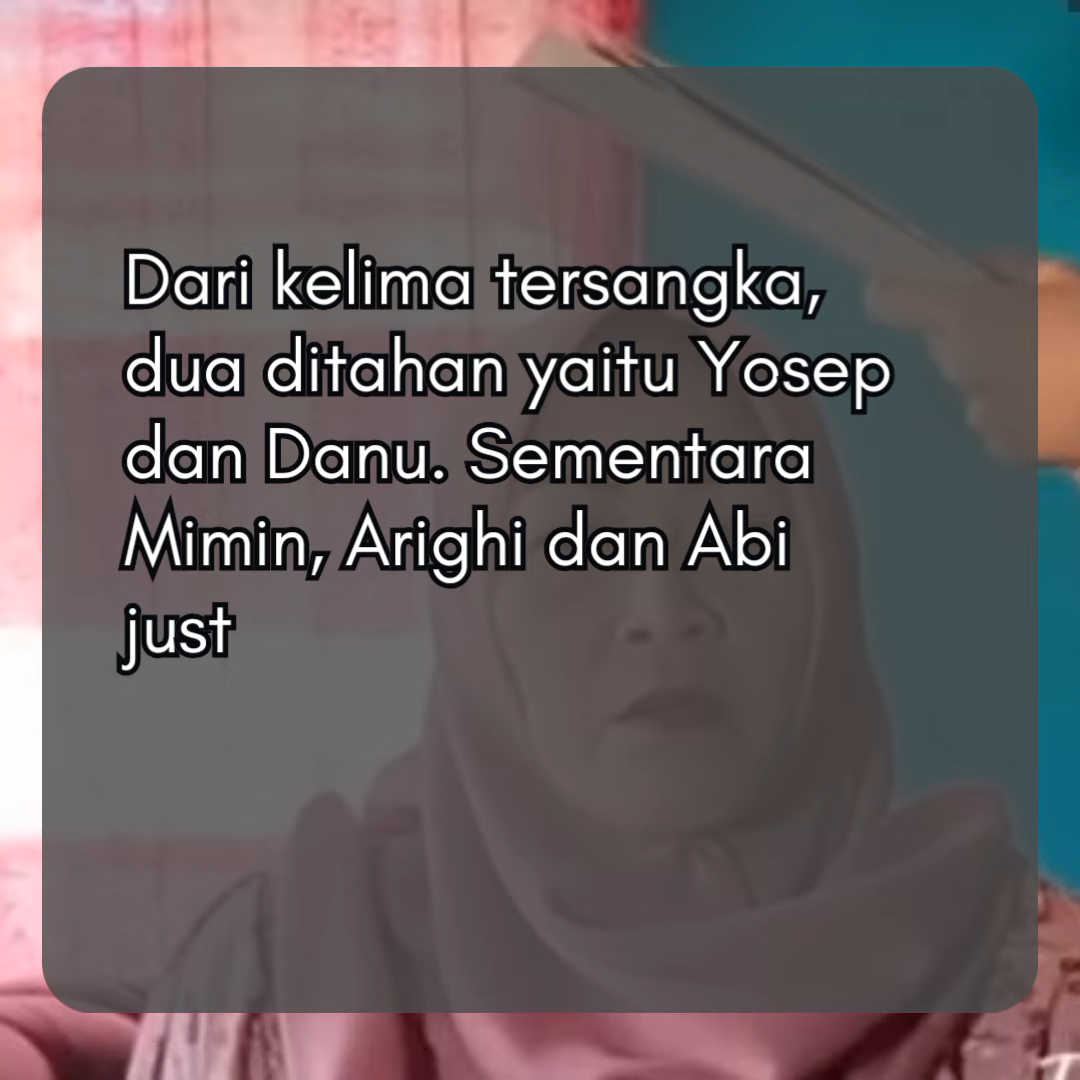 Dari kelima tersangka,
dua ditahan yaitu Yosep
dan Danu. Sementara
Mimin, Arighi dan Abi
just